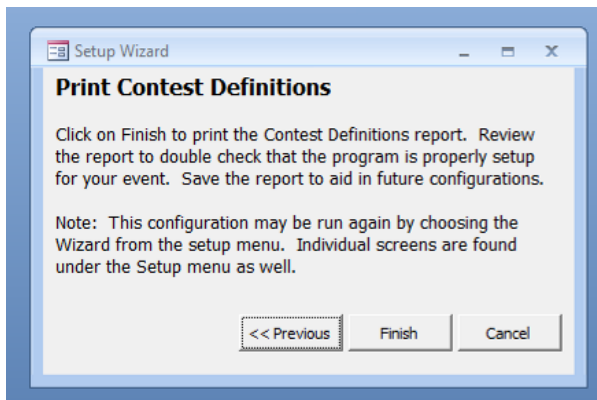 Setup Wizard
Print Contest Definitions
Click on Finish to print the Contest Definitions report.  Review
the report to double check that the program is properly setup
for your event.  Save the report to aid in future configurations.
Note:  This configuration may be run again by choosing the
Wizard from the setup menu.  Individual screens are found
under the Setup menu as well.
<< Previous Finish Cancel